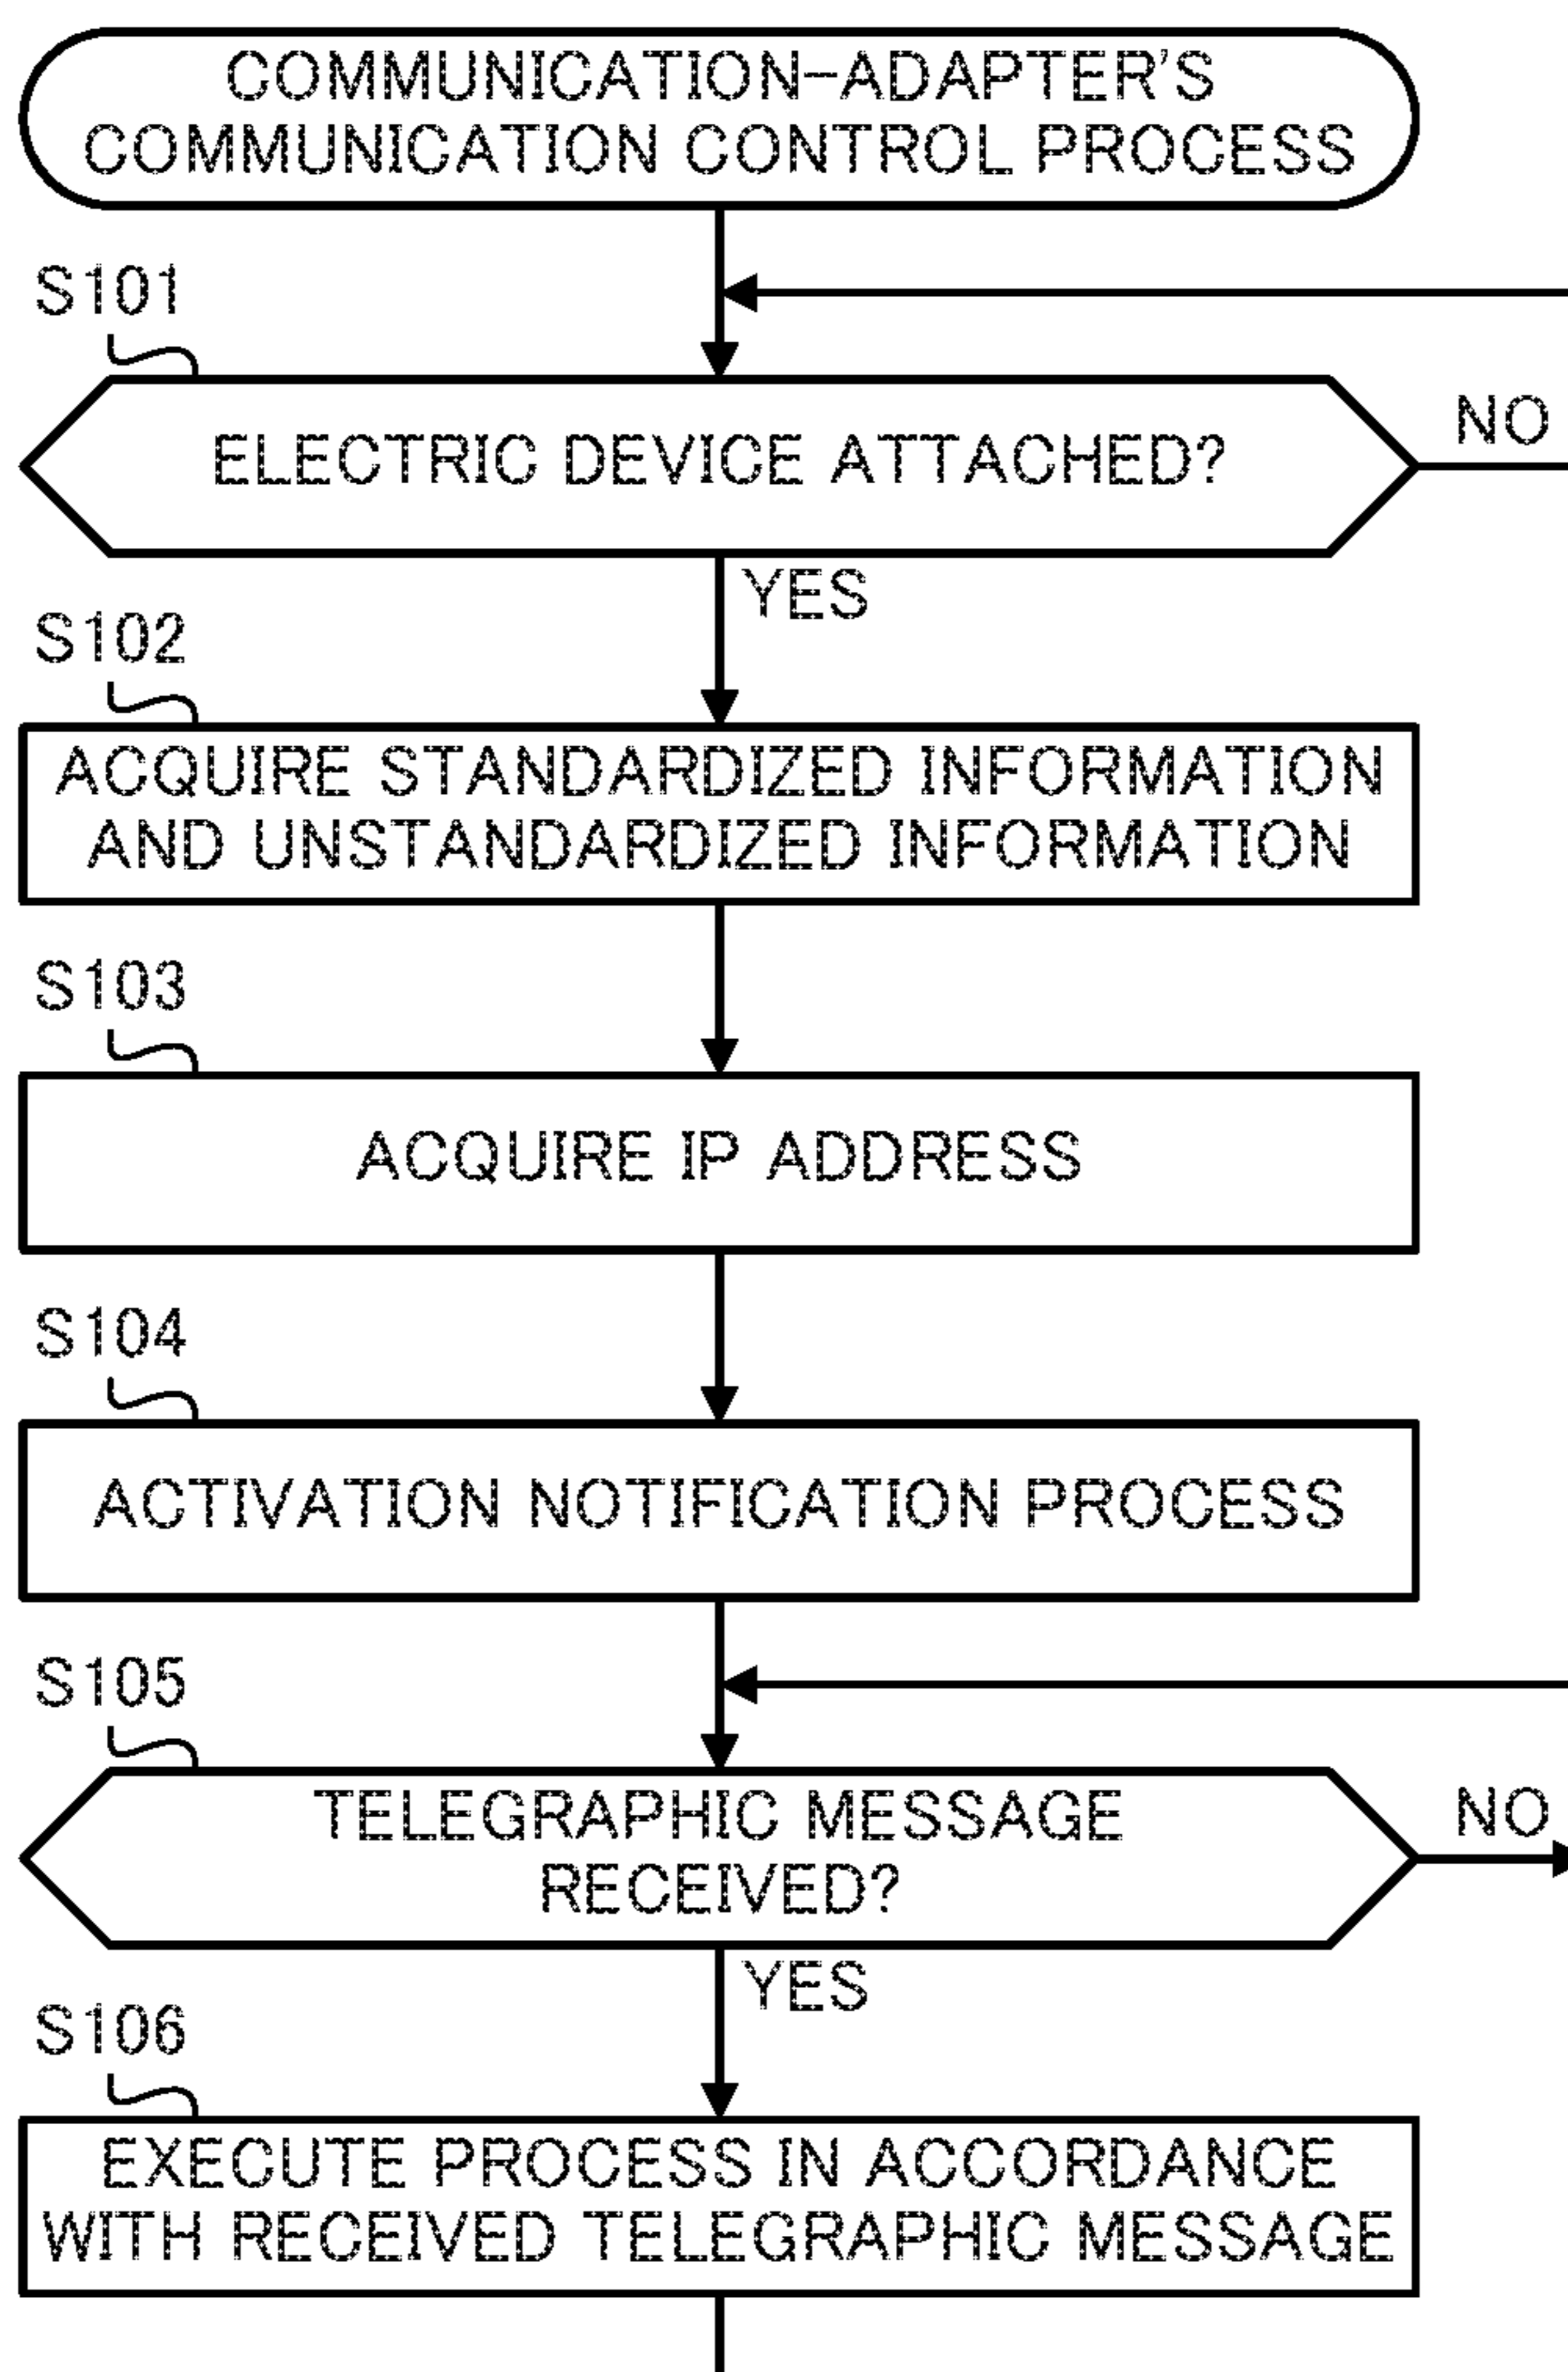 COMMUNICATION-ADAPTER'S
COMMUNICATION CONTROL PROCESS
S101
ELECTRIC DEVICE ATTACHED?
NO
YES
S102
ACQUIRE STANDARDIZED INFORMATION
AND UNSTANDARDIZED INFORMATION
S103
ACQUIRE IP ADDRESS
S104
ACTIVATION NOTIFICATION PROCESS
S105
TELEGRAPHIC MESSAGE
RECEIVED?
NO
YES
S106
EXECUTE PROCESS IN ACCORDANCE
WITH RECEIVED TELEGRAPHIC MESSAGE